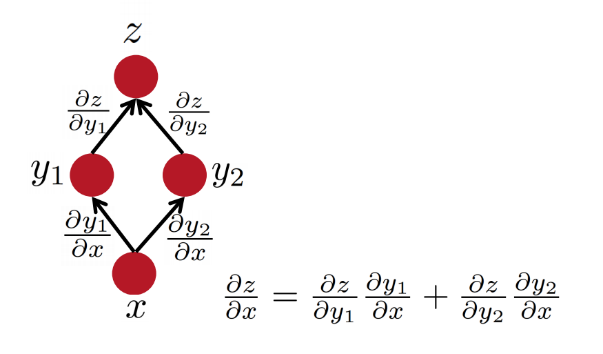 z
∂z/∂y₁ ∂z/∂y₂
y₁ y₂
∂y₁/∂x ∂y₂/∂x
x
∂z/∂x = ∂z/∂y₁ ∂y₁/∂x + ∂z/∂y₂ ∂y₂/∂x